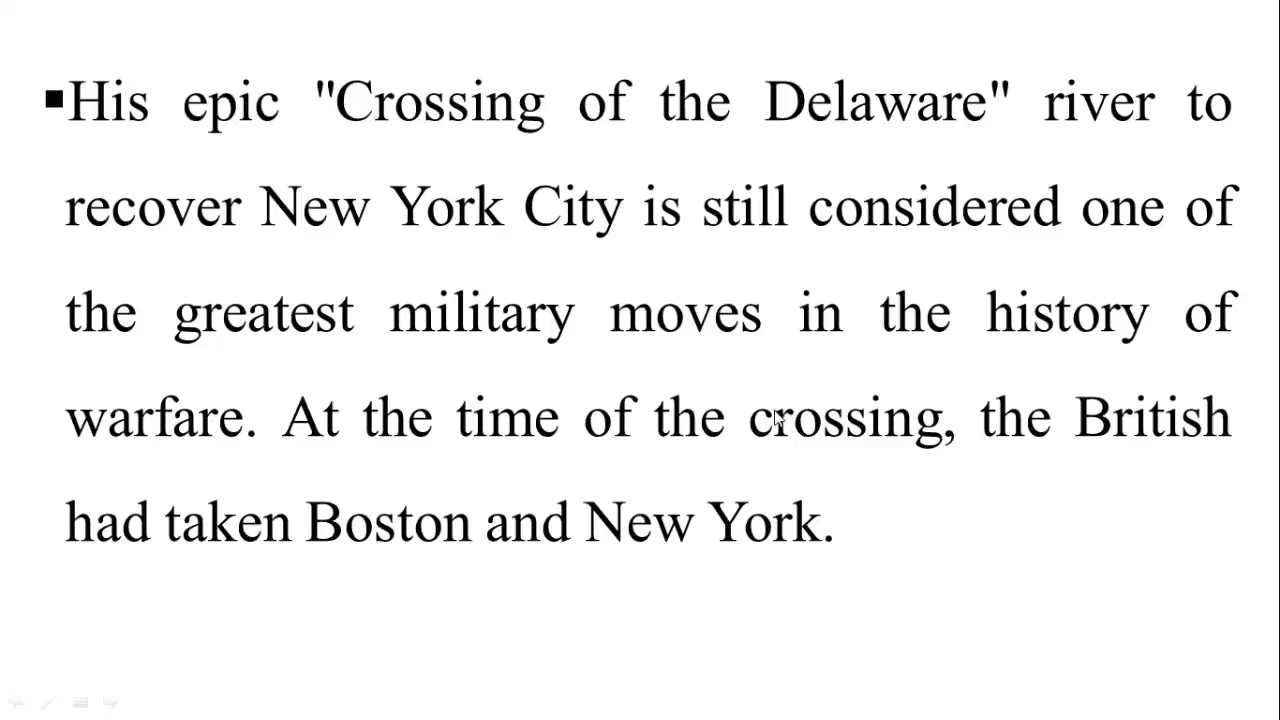 ▪His epic "Crossing of the Delaware" river to
recover New York City is still considered one of
the greatest military moves in the history of
warfare. At the time of the crossing, the British
had taken Boston and New York.